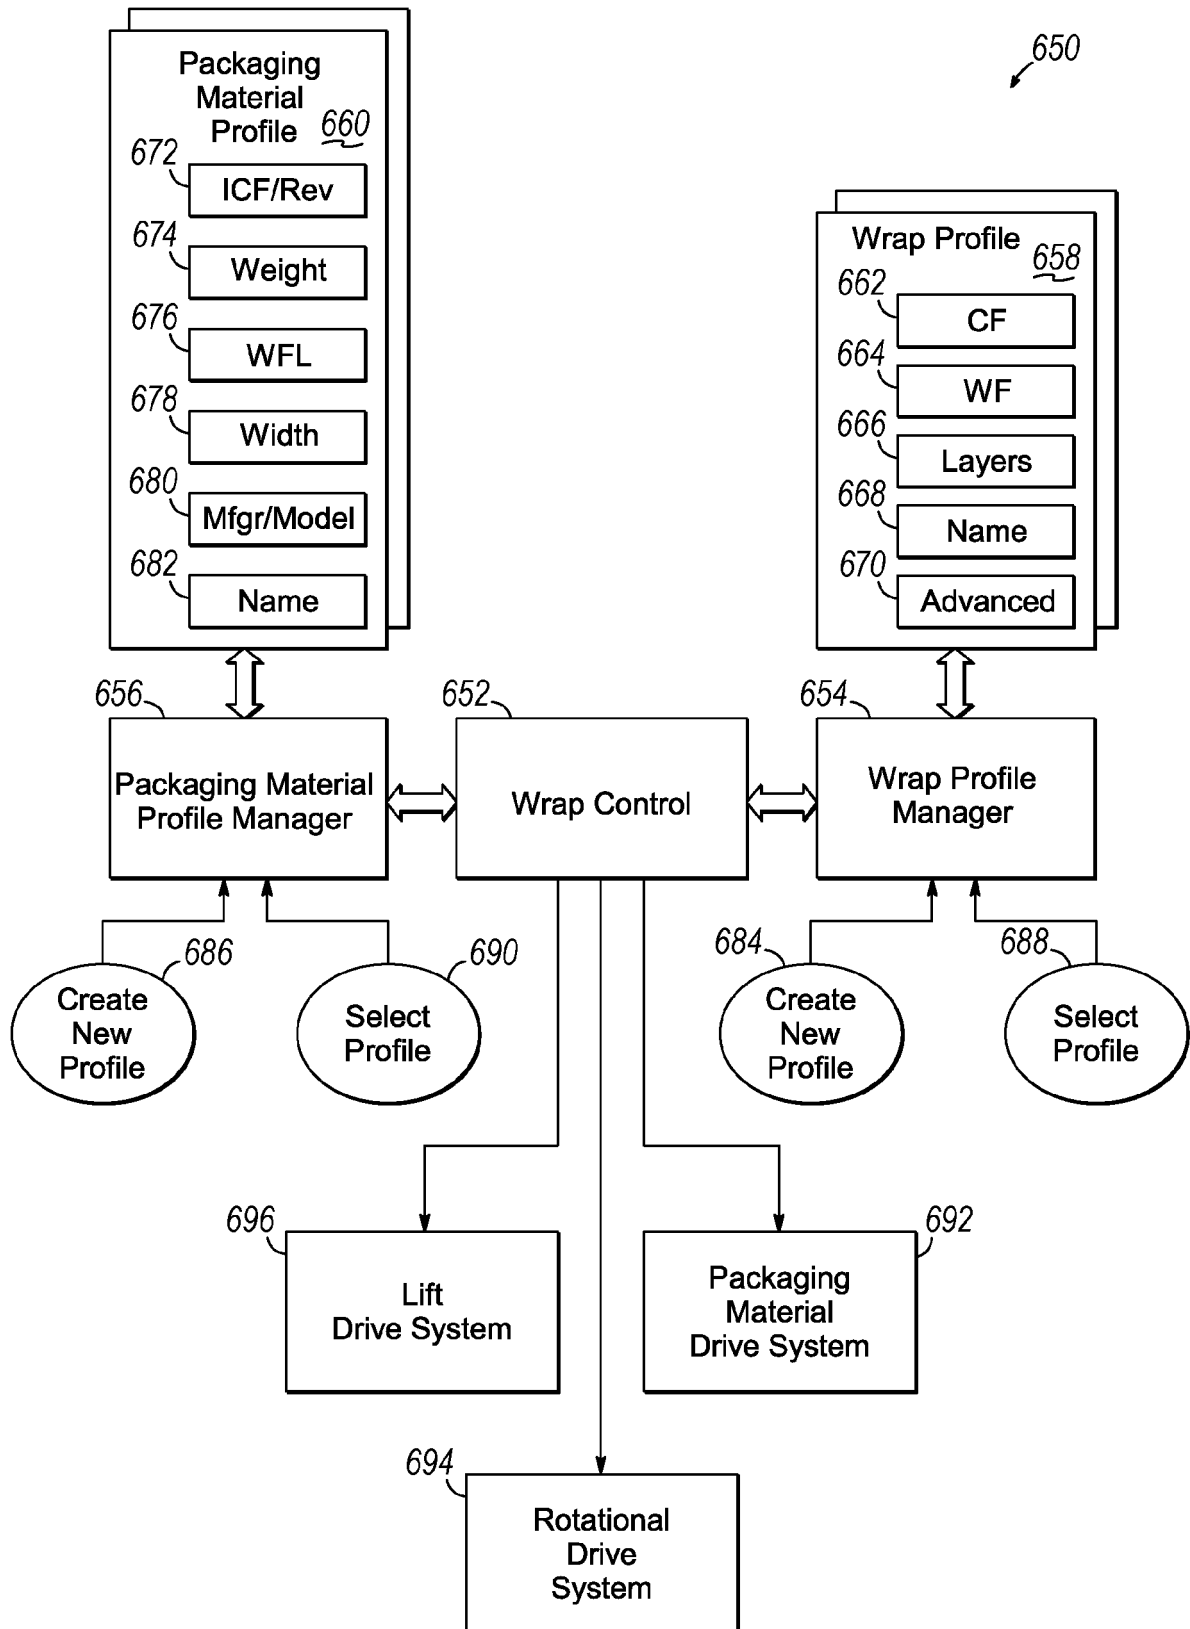 650
Packaging
Material
Profile
660
672
ICF/Rev
674
Weight
676
WFL
678
Width
680
Mfgr/Model
682
Name
Wrap Profile
658
662
CF
664
WF
666
Layers
668
Name
670
Advanced
656
Packaging Material
Profile Manager
652
Wrap Control
654
Wrap Profile
Manager
686
Create
New
Profile
690
Select
Profile
684
Create
New
Profile
688
Select
Profile
696
Lift
Drive System
692
Packaging
Material
Drive System
694
Rotational
Drive
System